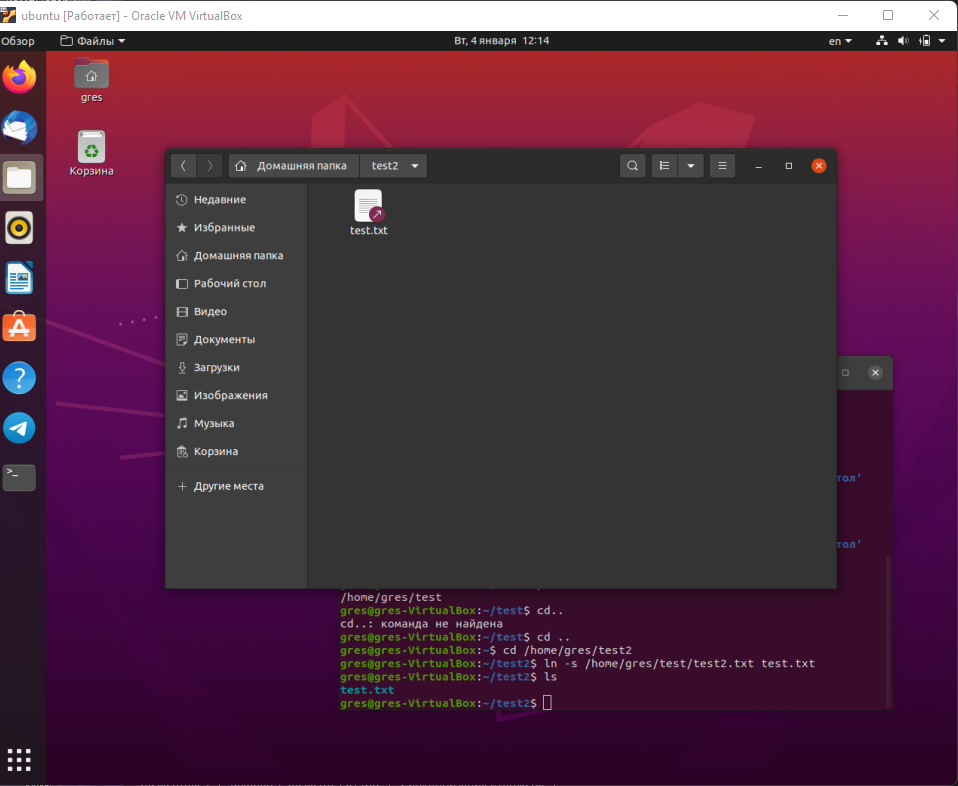 ubuntu [Работает] - Oracle VM VirtualBox
Обзор
Файлы
Вт, 4 января 12:14
en
gres
Корзина
Домашняя папка
test2
Недавние
Избранные
Домашняя папка
Рабочий стол
Видео
Документы
Загрузки
Изображения
Музыка
Корзина
Другие места
test.txt
тол'
тол'
/home/gres/test
gres@gres-VirtualBox:~/test$ cd..
cd..: команда не найдена
gres@gres-VirtualBox:~/test$ cd ..
gres@gres-VirtualBox:~$ cd /home/gres/test2
gres@gres-VirtualBox:~/test2$ ln -s /home/gres/test/test2.txt test.txt
gres@gres-VirtualBox:~/test2$ ls
test.txt
gres@gres-VirtualBox:~/test2$